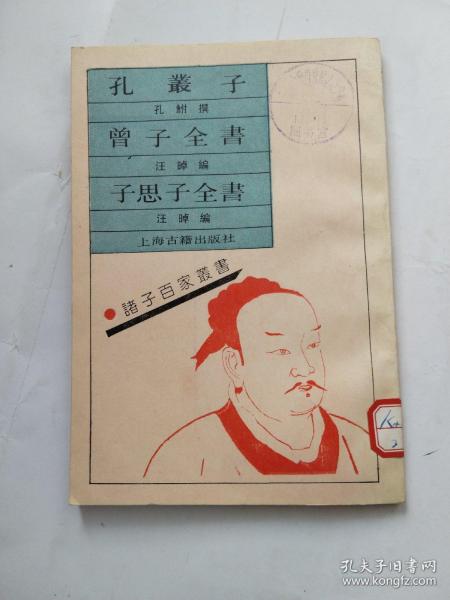 孔叢子
孔鮒撰
曾子全書
汪晫編
子思子全書
汪晫編
上海古籍出版社
諸子百家叢書
孔夫子旧书网
www.kongfz.com